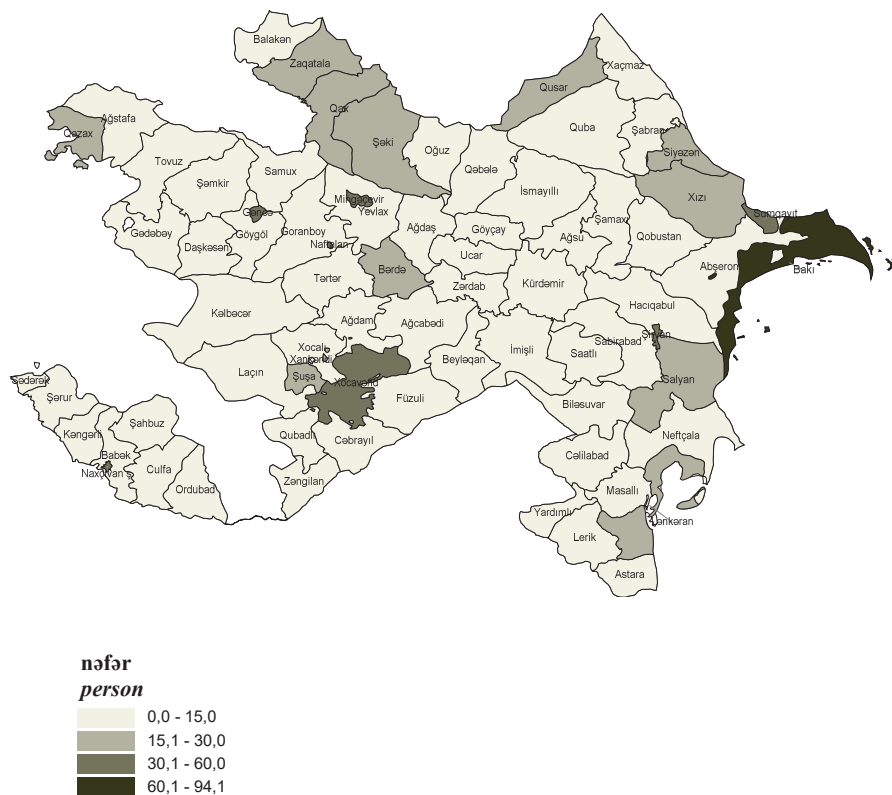 Balakən
Zaqatala
Xaçmaz
Qusar
Qax
Ağstafa
Qazax
Quba
Şabran
Şəki
Oğuz
Siyəzən
Tovuz
Samux
Qəbələ
Şəmkir
İsmayıllı
Xızı
Mingəçevir
Yevlax
Gəncə
Sumqayıt
Gədəbəy
Daşkəsən
Göygöl
Goranboy
Ağdaş
Göyçay
Şamaxı
Ağsu
Qobustan
Naftalan
Ucar
Abşeron
Bakı
Bərdə
Tərtər
Zərdab
Kürdəmir
Hacıqabul
Kəlbəcər
Ağdam
Ağcabədi
Şirvan
Xocalı
Xankəndi
Beyləqan
İmişli
Sabirabad
Saatlı
Laçın
Şuşa
Xocavənd
Salyan
Sədərək
Şərur
Füzuli
Biləsuvar
Şahbuz
Kəngərli
Qubadlı
Cəbrayıl
Neftçala
Babək
Cəlilabad
Naxçıvan ş.
Culfa
Zəngilan
Ordubad
Masallı
Yardımlı
Lənkəran
Lerik
Astara
nəfər
person
0,0 - 15,0
15,1 - 30,0
30,1 - 60,0
60,1 - 94,1